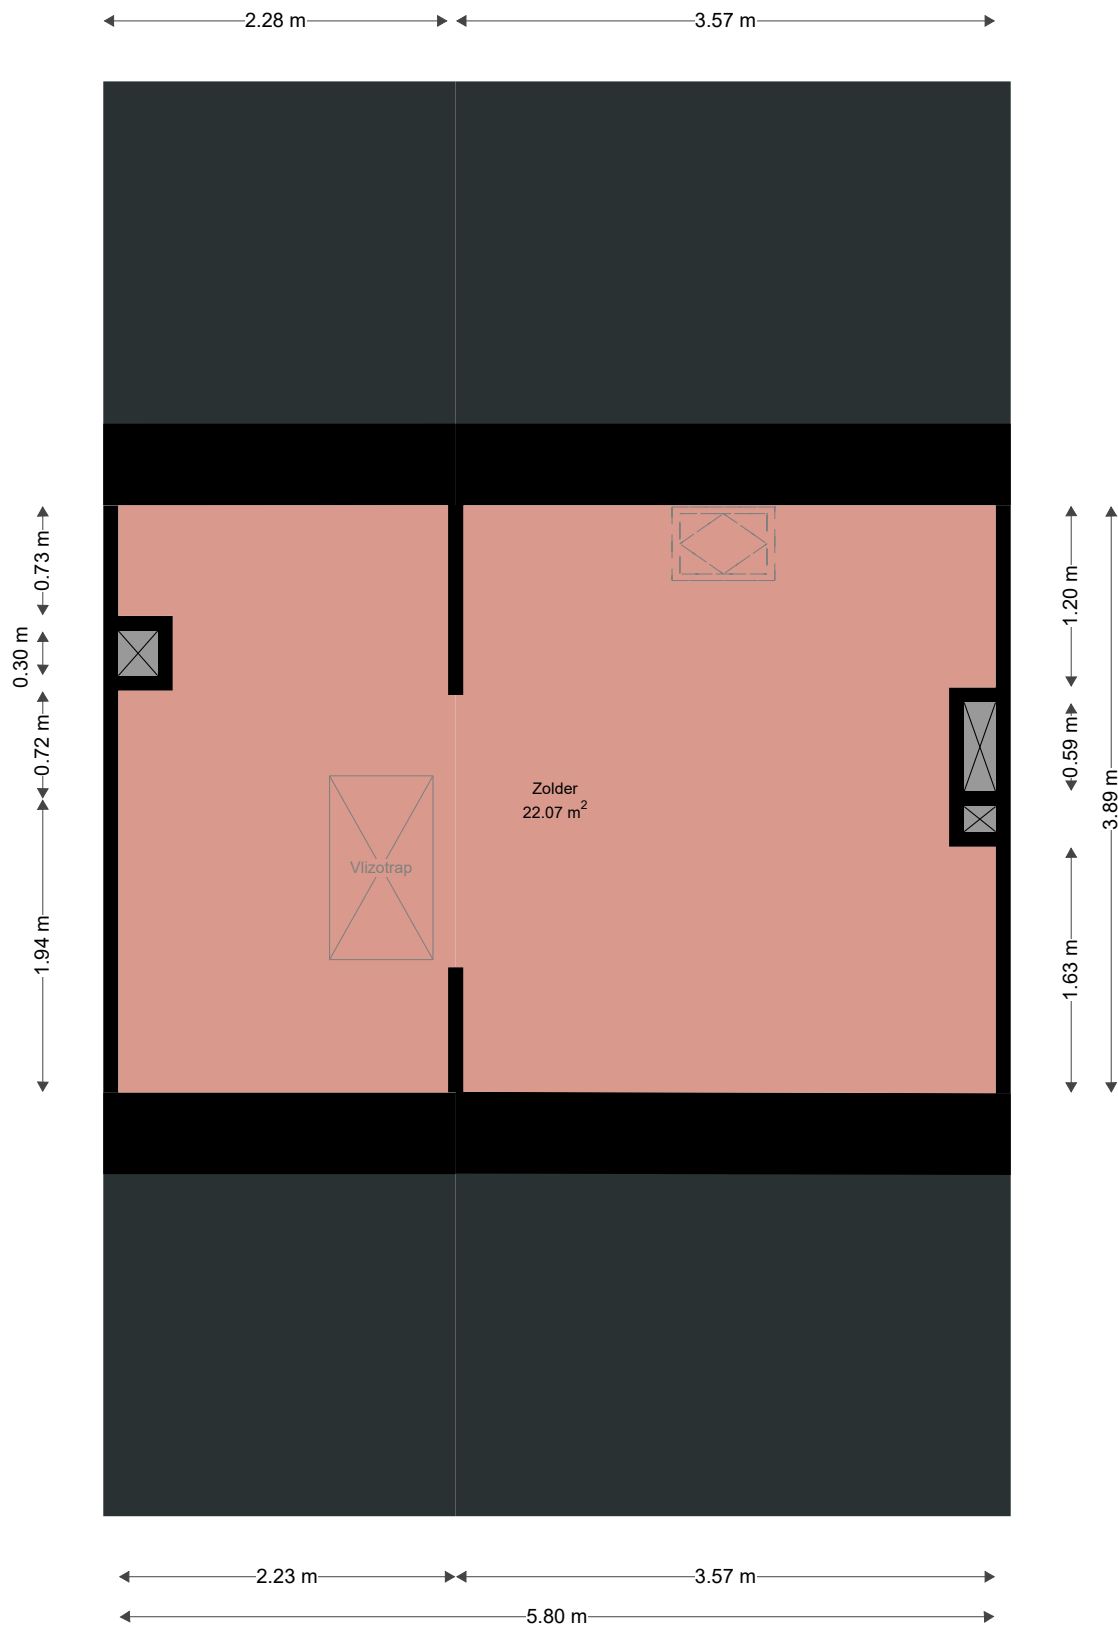 2.28 m
3.57 m
0.73 m
0.30 m
0.72 m
1.94 m
1.20 m
0.59 m
3.89 m
1.63 m
Zolder
22.07 m²
Vlizotrap
2.23 m
3.57 m
5.80 m